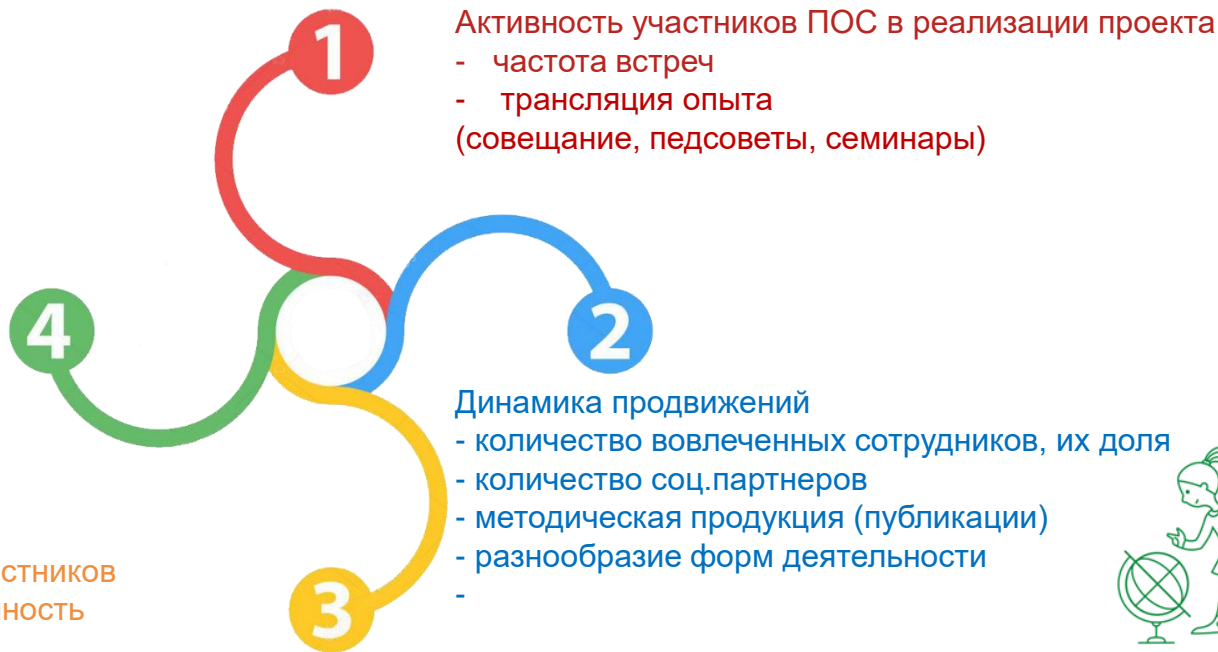 1
Активность участников ПОС в реализации проекта
- частота встреч
- трансляция опыта
(совещание, педсоветы, семинары)
4
2
Динамика продвижений
- количество вовлеченных сотрудников, их доля
- количество соц.партнеров
- методическая продукция (публикации)
- разнообразие форм деятельности
-
стников
ность
3